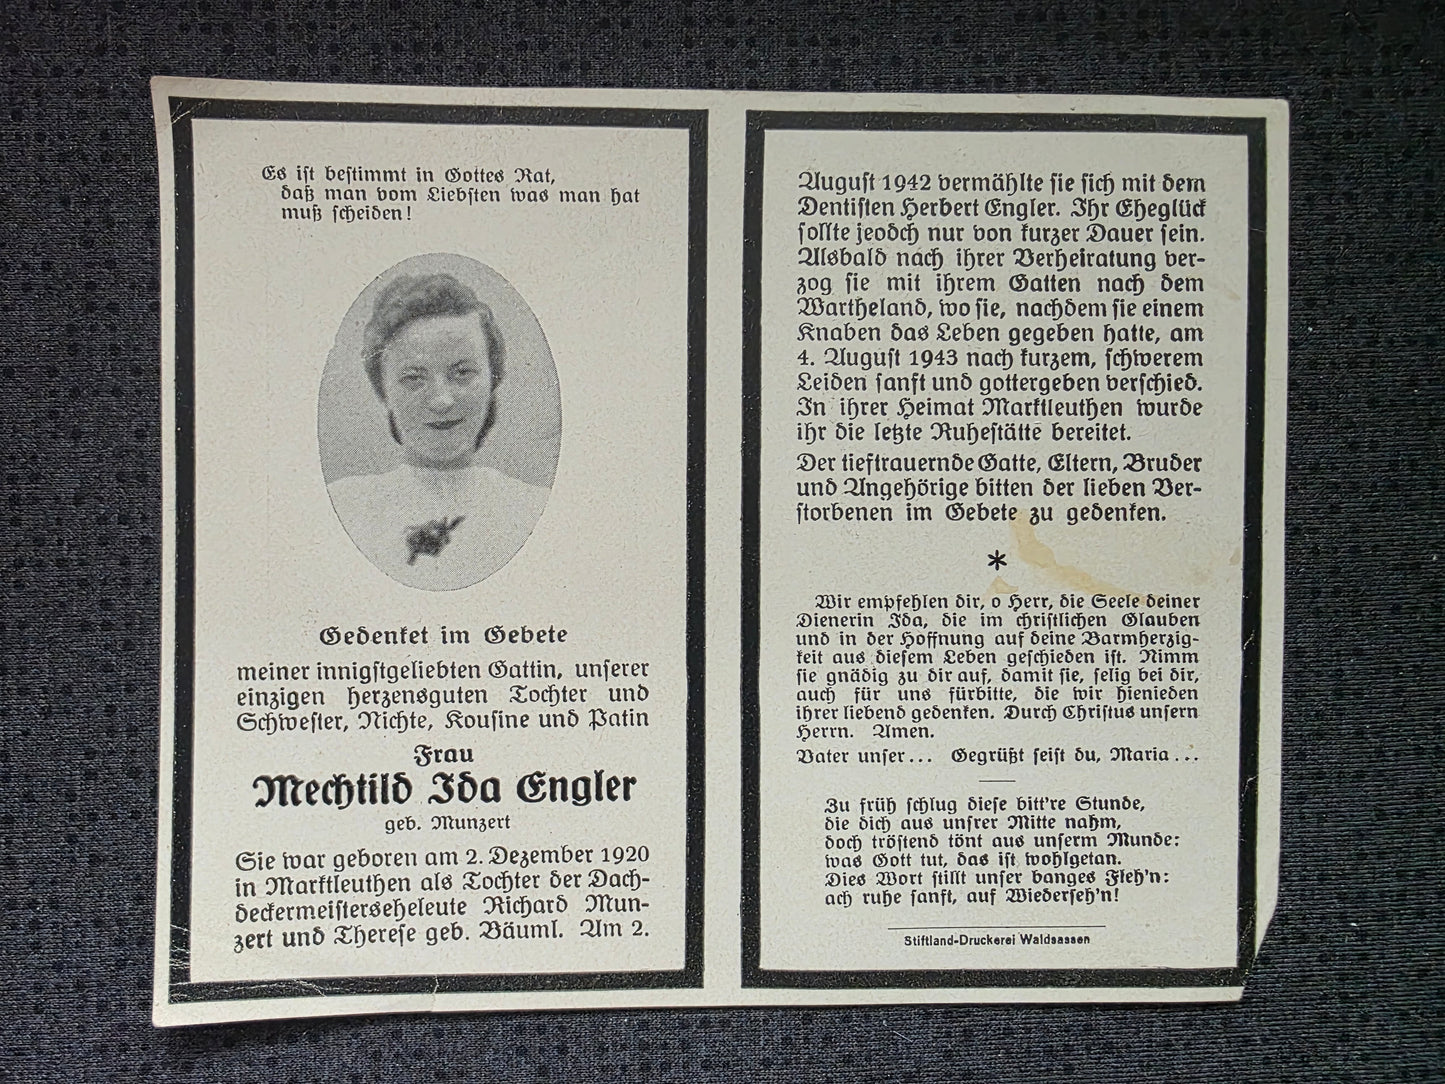 Es ist bestimmt in Gottes Rat,
daß man vom Liebsten was man hat
muß scheiden!
Gedenket im Gebete
meiner innigstgeliebten Gattin, unserer
einzigen herzensguten Tochter und
Schwester, Nichte, Kousine und Patin
Frau
Mechtild Ida Engler
geb. Munzert
Sie war geboren am 2. Dezember 1920
in Marktleuthen als Tochter der Dach-
deckermeisterseheleute Richard Mun-
zert und Therese geb. Bäuml. Am 2.
August 1942 vermählte sie sich mit dem
Dentisten Herbert Engler. Ihr Eheglück
sollte jeodch nur von kurzer Dauer sein.
Alsbald nach ihrer Verheiratung ver-
zog sie mit ihrem Gatten nach dem
Wartheland, wo sie, nachdem sie einem
Knaben das Leben gegeben hatte, am
4. August 1943 nach kurzem, schwerem
Leiden sanft und gottergeben verschied.
In ihrer Heimat Marktleuthen wurde
ihr die letzte Ruhestätte bereitet.
Der tieftrauernde Gatte, Eltern, Bruder
und Angehörige bitten der lieben Ver-
storbenen im Gebete zu gedenken.
*
Wir empfehlen dir, o Herr, die Seele deiner
Dienerin Ida, die im christlichen Glauben
und in der Hoffnung auf deine Barmherzig-
keit aus diesem Leben geschieden ist. Nimm
sie gnädig zu dir auf, damit sie, selig bei dir,
auch für uns fürbitte, die wir hienieden
ihrer liebend gedenken. Durch Christus unsern
Herrn. Amen.
Vater unser... Gegrüßt seist du, Maria...
Zu früh schlug diese bitt're Stunde,
die dich aus unsrer Mitte nahm,
doch tröstend tönt aus unserm Munde:
was Gott tut, das ist wohlgetan.
Dies Wort stillt unser banges Fleh'n:
ach ruhe sanft, auf Wiederseh'n!
Stiftland-Druckerei Waldsassen